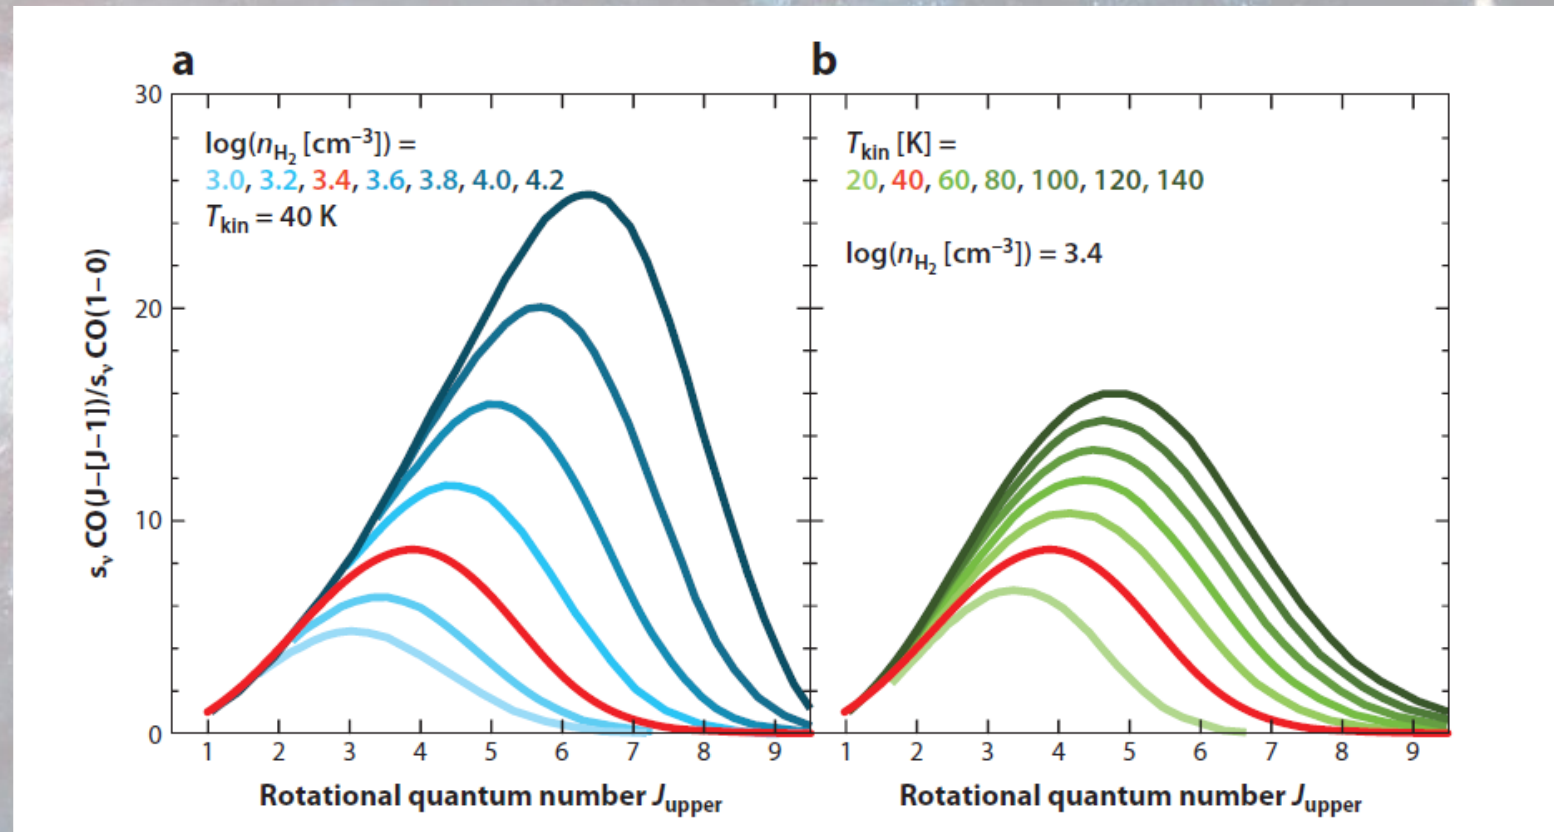 a
b
30
20
10
0
log(nH₂ [cm⁻³]) =
3.0, 3.2, 3.4, 3.6, 3.8, 4.0, 4.2
Tkin = 40 K
Tkin [K] =
20, 40, 60, 80, 100, 120, 140
log(nH₂ [cm⁻³]) = 3.4
sν CO(J–[J–1])/sν CO(1–0)
1 2 3 4 5 6 7 8 9
1 2 3 4 5 6 7 8 9
Rotational quantum number Jupper
Rotational quantum number Jupper